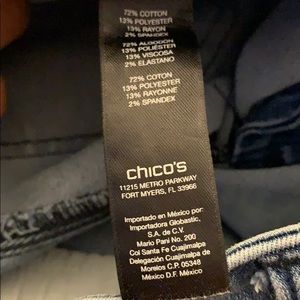 72% COTTON
13% POLYESTER
13% RAYON
2% SPANDEX
72% ALGODON
13% POLIÉSTER
13% VISCOSA
2% ELASTANO
72% COTON
13% POLYESTER
13% RAYONNE
2% SPANDEX
chico's
11215 METRO PARKWAY
FORT MYERS, FL 33966
Importado en México por:
Importadora Globastic,
S.A. de C.V.
Mario Pani No. 200
Col Santa Fe Cuajimalpa
Delegación Cuajimalpa de
Morelos C.P. 05348
México D.F. México